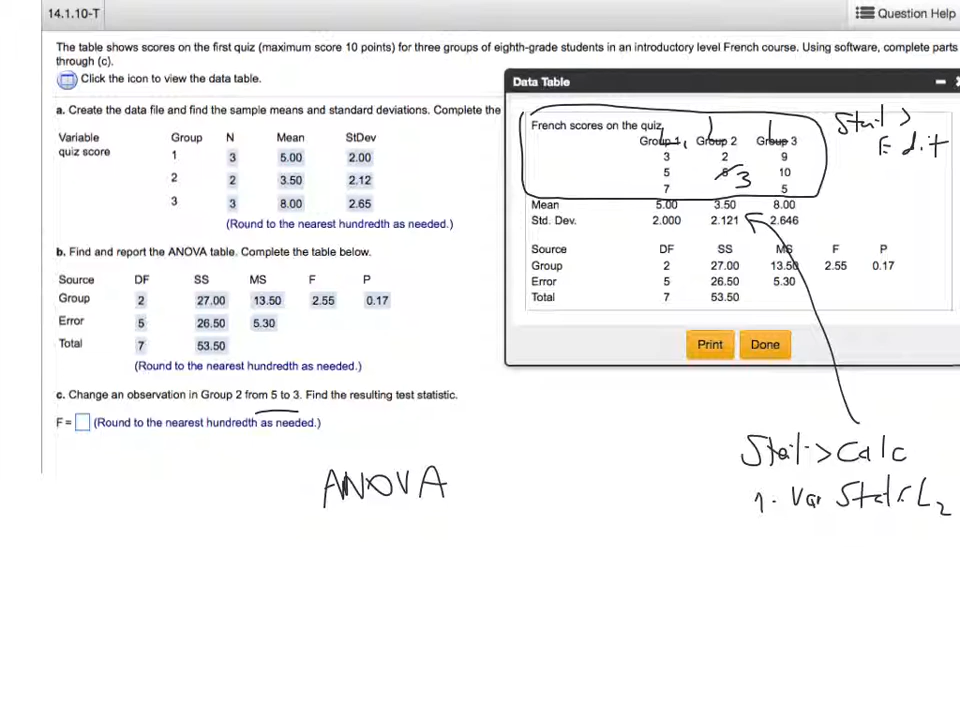 14.1.10-T
Question Help
The table shows scores on the first quiz (maximum score 10 points) for three groups of eighth-grade students in an introductory level French course. Using software, complete parts
through (c).
Click the icon to view the data table.
a. Create the data file and find the sample means and standard deviations. Complete the
Variable Group N Mean StDev
quiz score 1 3 5.00 2.00
2 2 3.50 2.12
3 3 8.00 2.65
(Round to the nearest hundredth as needed.)
b. Find and report the ANOVA table. Complete the table below.
Source DF SS MS F P
Group 2 27.00 13.50 2.55 0.17
Error 5 26.50 5.30
Total 7 53.50
(Round to the nearest hundredth as needed.)
c. Change an observation in Group 2 from 5 to 3. Find the resulting test statistic.
F = (Round to the nearest hundredth as needed.)
Data Table
French scores on the quiz
Group 1 Group 2 Group 3
3 2 9
5 5 3 10
7 5
Mean 5.00 3.50 8.00
Std. Dev. 2.000 2.121 2.646
Source DF SS MS F P
Group 2 27.00 13.50 2.55 0.17
Error 5 26.50 5.30
Total 7 53.50
Print Done
Stat >
Edit
Stat > Calc
1-Var Stats L2
ANOVA